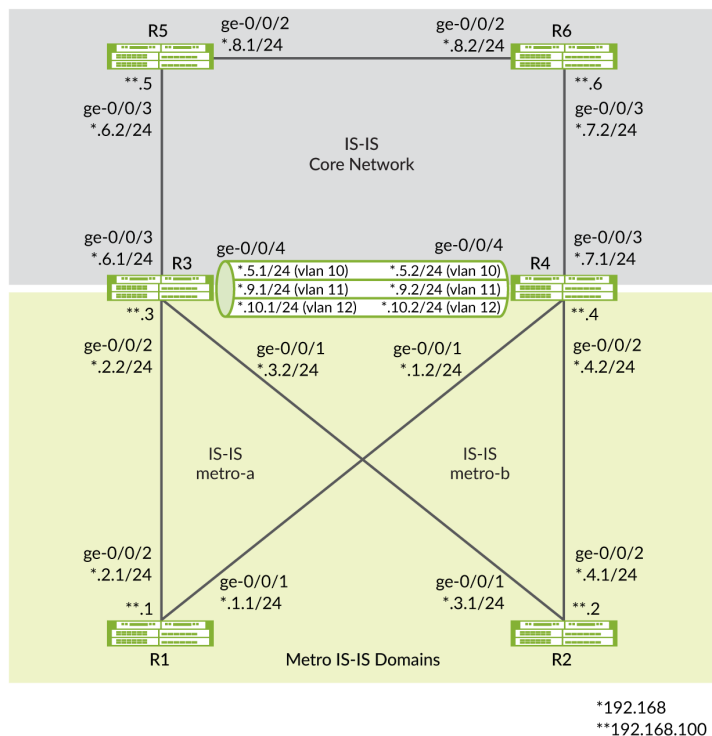 R5
ge-0/0/2
*.8.1/24
ge-0/0/2
*.8.2/24
R6
**.5
**.6
ge-0/0/3
*.6.2/24
ge-0/0/3
*.7.2/24
IS-IS
Core Network
ge-0/0/3
*.6.1/24
R3
ge-0/0/4
ge-0/0/4
R4
ge-0/0/3
*.7.1/24
*.5.1/24 (vlan 10)
*.5.2/24 (vlan 10)
*.9.1/24 (vlan 11)
*.9.2/24 (vlan 11)
*.10.1/24 (vlan 12)
*.10.2/24 (vlan 12)
**.3
**.4
ge-0/0/2
*.2.2/24
ge-0/0/1
*.3.2/24
ge-0/0/1
*.1.2/24
ge-0/0/2
*.4.2/24
IS-IS
metro-a
IS-IS
metro-b
ge-0/0/2
*.2.1/24
ge-0/0/1
*.1.1/24
ge-0/0/1
*.3.1/24
ge-0/0/2
*.4.1/24
**.1
**.2
R1
Metro IS-IS Domains
R2
*192.168
**192.168.100